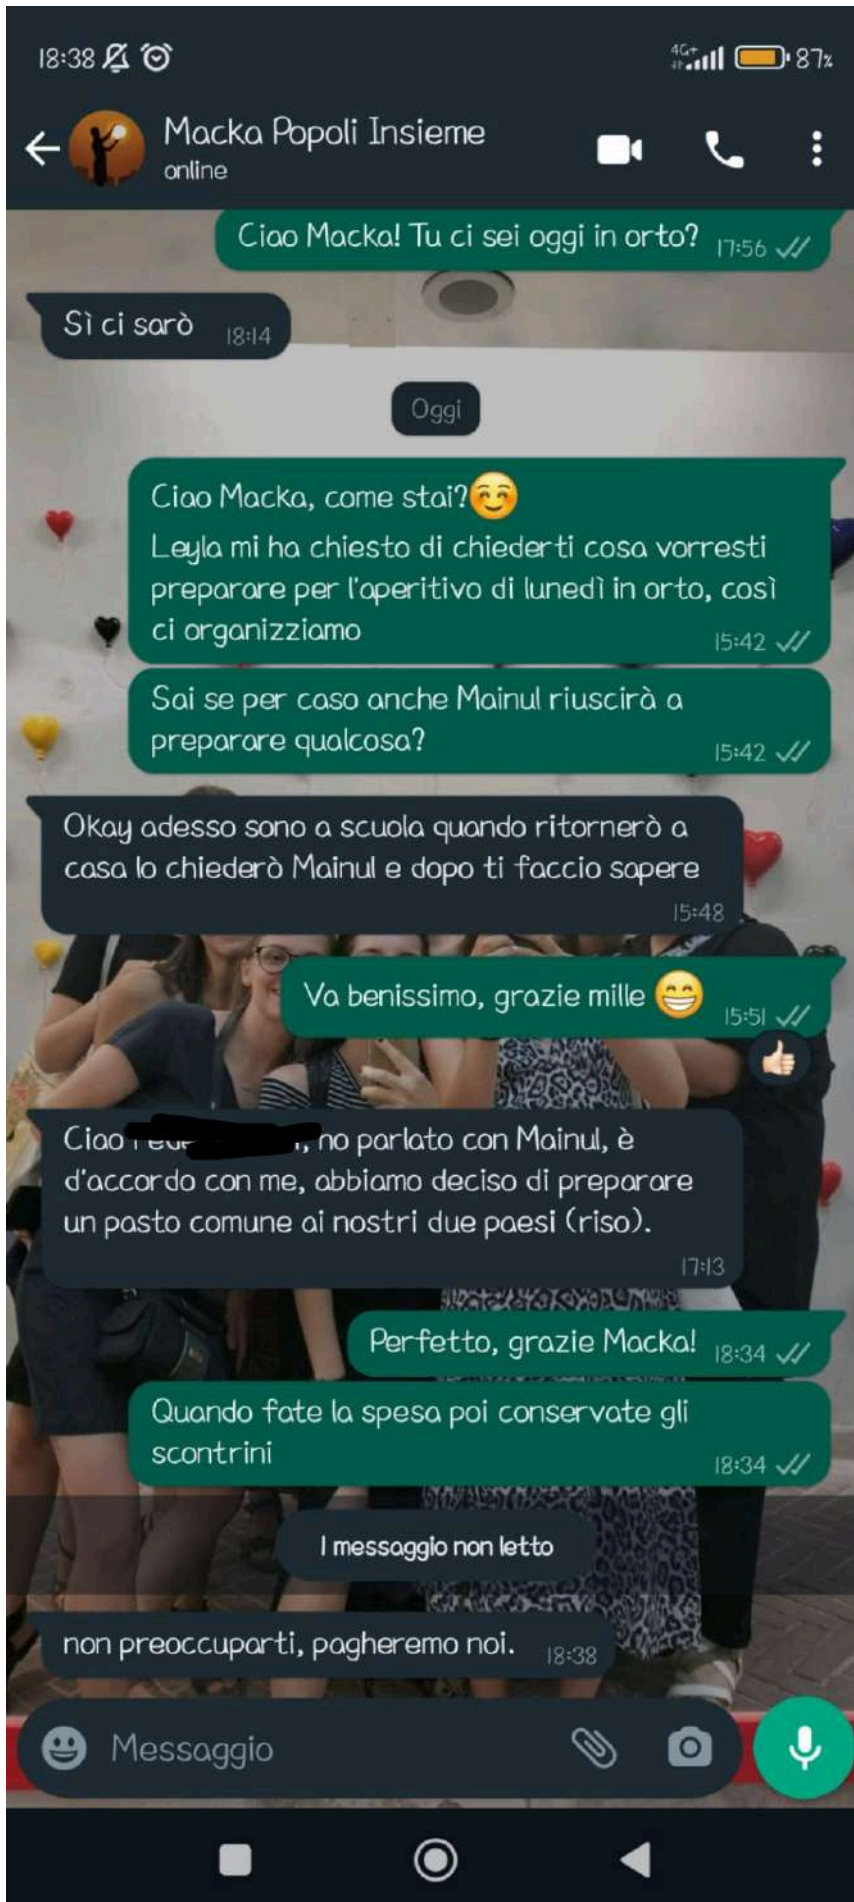 18:38
4G+
87%
Macka Popoli Insieme
online
Ciao Macka! Tu ci sei oggi in orto? 17:56
Sì ci sarò 18:14
Oggi
Ciao Macka, come stai?😊
Leyla mi ha chiesto di chiederti cosa vorresti
preparare per l'aperitivo di lunedì in orto, così
ci organizziamo 15:42
Sai se per caso anche Mainul riuscirà a
preparare qualcosa? 15:42
Okay adesso sono a scuola quando ritornerò a
casa lo chiederò Mainul e dopo ti faccio sapere
15:48
Va benissimo, grazie mille 😁 15:51
👍🏻
Ciao , ho parlato con Mainul, è
d'accordo con me, abbiamo deciso di preparare
un pasto comune ai nostri due paesi (riso).
17:13
Perfetto, grazie Macka! 18:34
Quando fate la spesa poi conservate gli
scontrini 18:34
1 messaggio non letto
non preoccuparti, pagheremo noi. 18:38
Messaggio